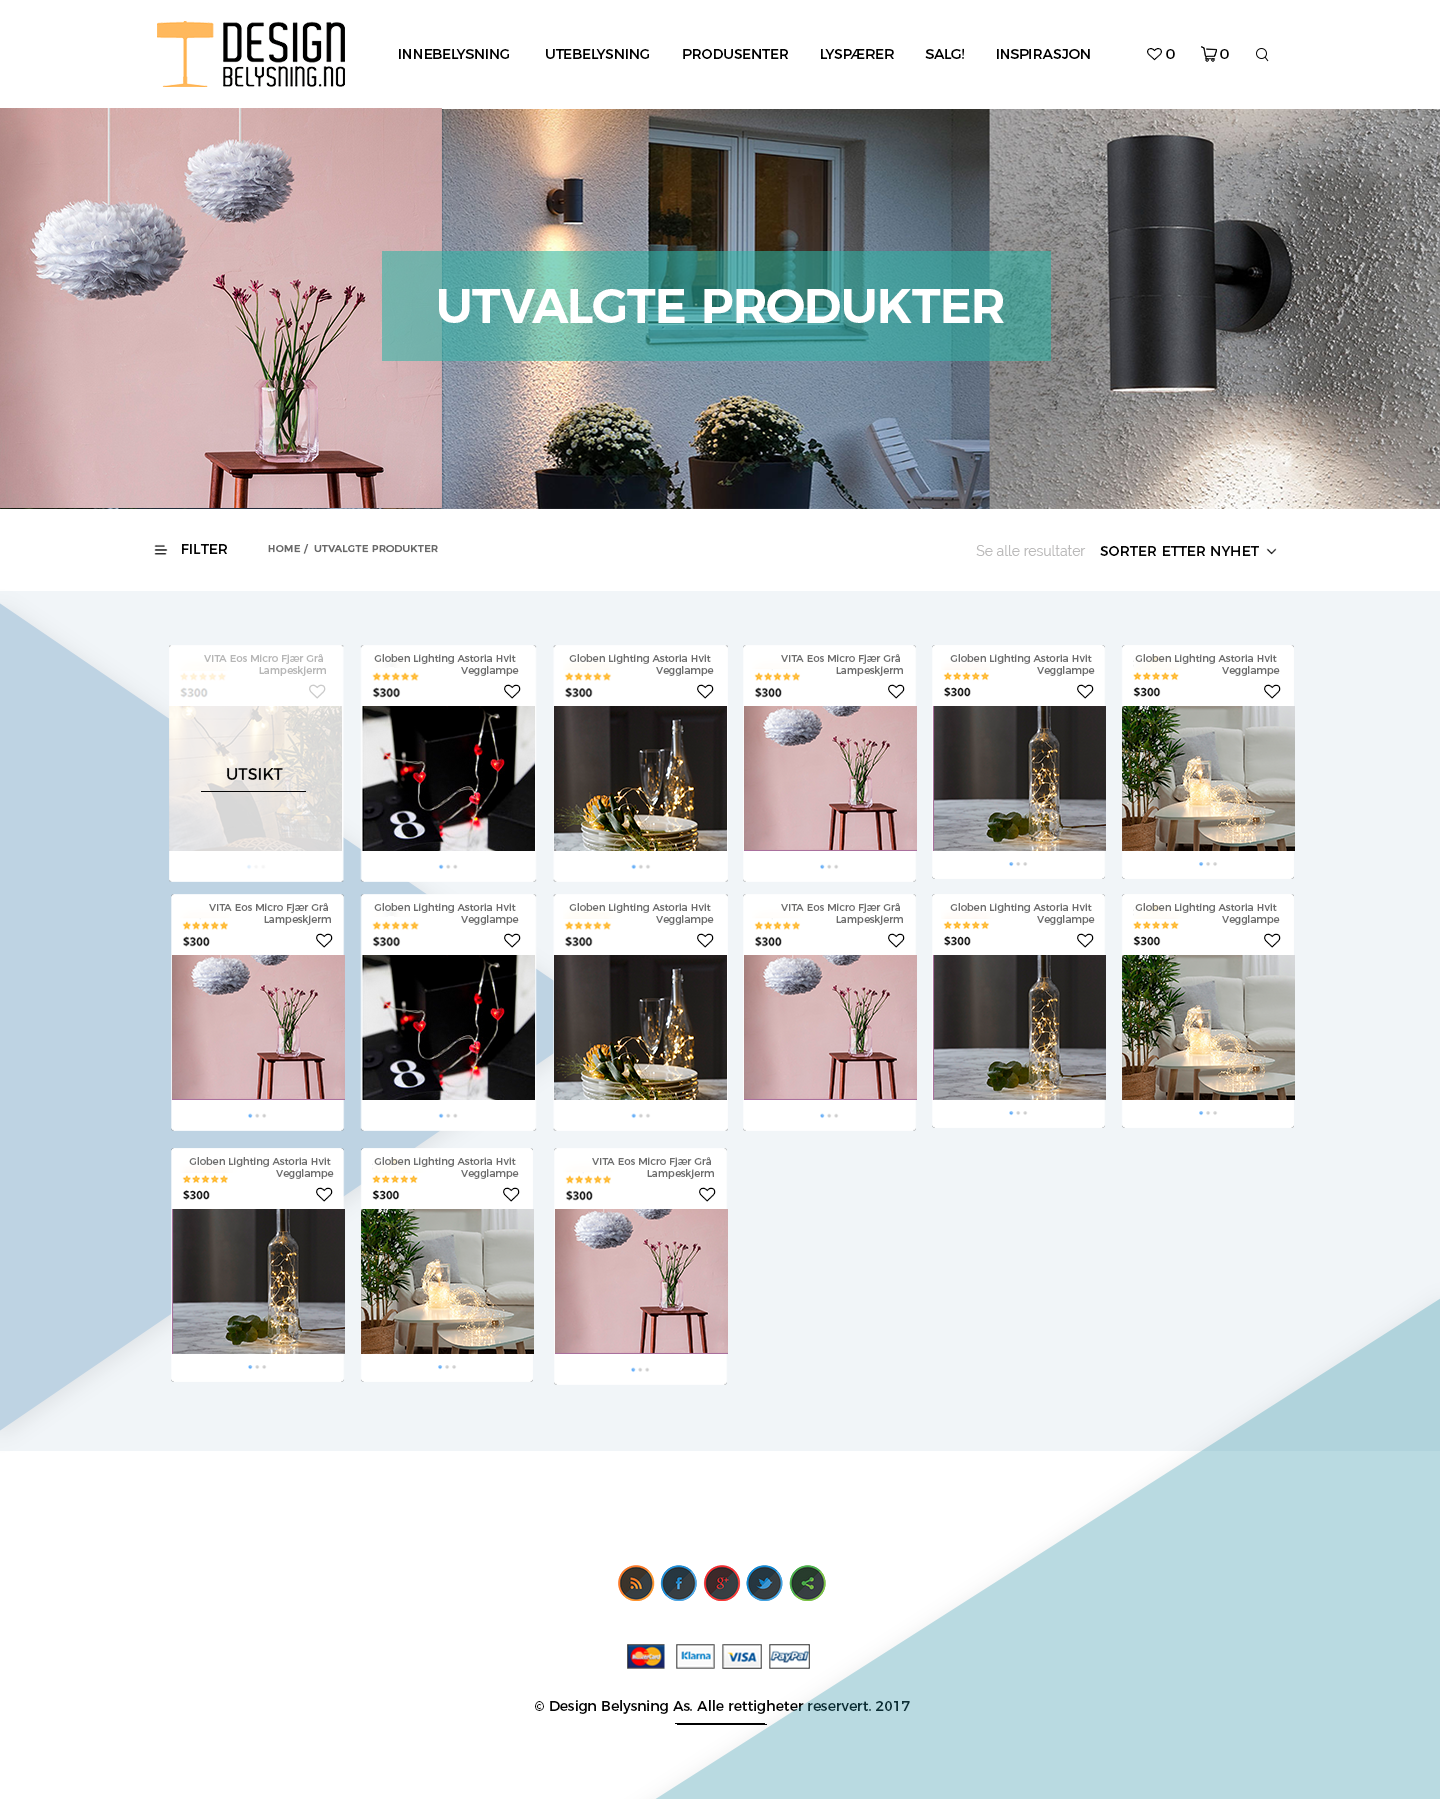 DESIGN
BELYSNING.NO
INNEBELYSNING UTEBELYSNING PRODUSENTER LYSPÆRER SALG! INSPIRASJON 0 0
UTVALGTE PRODUKTER
FILTER HOME / UTVALGTE PRODUKTER Se alle resultater SORTER ETTER NYHET
VITA Eos Micro Fjær Grå
Lampeskjerm
$300
UTSIKT
Globen Lighting Astoria Hvit
Vegglampe
$300
8
Globen Lighting Astoria Hvit
Vegglampe
$300
VITA Eos Micro Fjær Grå
Lampeskjerm
$300
Globen Lighting Astoria Hvit
Vegglampe
$300
Globen Lighting Astoria Hvit
Vegglampe
$300
VITA Eos Micro Fjær Grå
Lampeskjerm
$300
Globen Lighting Astoria Hvit
Vegglampe
$300
8
Globen Lighting Astoria Hvit
Vegglampe
$300
VITA Eos Micro Fjær Grå
Lampeskjerm
$300
Globen Lighting Astoria Hvit
Vegglampe
$300
Globen Lighting Astoria Hvit
Vegglampe
$300
Globen Lighting Astoria Hvit
Vegglampe
$300
Globen Lighting Astoria Hvit
Vegglampe
$300
VITA Eos Micro Fjær Grå
Lampeskjerm
$300
MasterCard Klarna VISA PayPal
© Design Belysning As. Alle rettigheter reservert. 2017